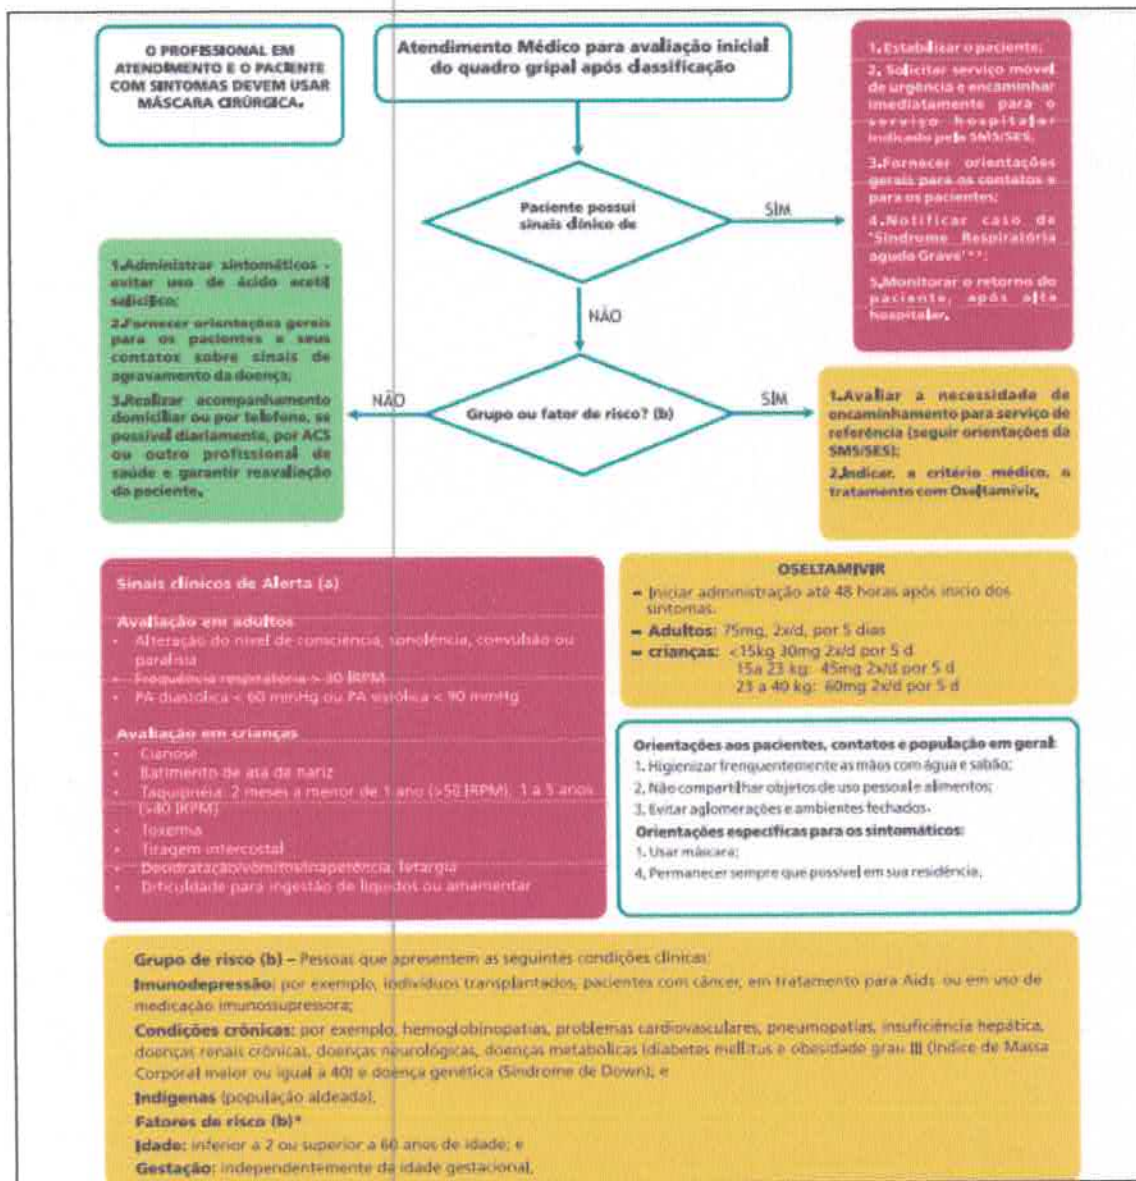 O PROFISSIONAL EM
ATENDIMENTO E O PACIENTE
COM SINTOMAS DEVEM USAR
MÁSCARA CIRÚRGICA.
Atendimento Médico para avaliação inicial
do quadro gripal após classificação
1.Estabilizar o paciente;
2. Solicitar serviço móvel
de urgência e encaminhar
imediatamente para o
serviço hospitalar
indicado pela SMS/SES.
3.Fornecer orientações
gerais para os contatos e
para os pacientes;
4.Notificar caso de
"Síndrome Respiratória
aguda Grave"***;
5.Monitorar o retorno do
paciente, após alta
hospitalar.
Paciente possui
sinais clínico de
SIM
NÃO
1.Administrar sintomáticos -
evitar uso de ácido acetil
salicílico;
2.Fornecer orientações gerais
para os pacientes e seus
contatos sobre sinais de
agravamento da doença;
3.Realizar acompanhamento
domiciliar ou por telefone, se
possível diariamente, por ACS
ou outro profissional de
saúde e garantir reavaliação
da paciente.
NÃO
Grupo ou fator de risco? (b)
SIM
1.Avaliar a necessidade de
encaminhamento para serviço de
referência (seguir orientações da
SMS/SES);
2.Indicar, a critério médico, o
tratamento com Oseltamivir.
Sinais clínicos de Alerta (a)
Avaliação em adultos
• Alteração do nível de consciência, sonolência, convulsão ou
paralisia
• Frequência respiratória > 30 IRPM
• PA diastólica < 60 mmHg ou PA sistólica < 90 mmHg
Avaliação em crianças
• Cianose
• Batimento de asa de nariz
• Taquipnéia: 2 meses a menor de 1 ano (>50 IRPM); 1 a 5 anos
(>40 IRPM)
• Toxemia
• Tiragem intercostal
• Desidratação/vômitos/inapetência, letargia
• Dificuldade para ingestão de líquidos ou amamentar
OSELTAMIVIR
- Iniciar administração até 48 horas após inicio dos
sintomas.
- Adultos: 75mg, 2x/d, por 5 dias
- crianças: <15kg 30mg 2x/d por 5 d
15a 23 kg: 45mg 2x/d por 5 d
23 a 40 kg: 60mg 2x/d por 5 d
Orientações aos pacientes, contatos e população em geral:
1. Higienizar frenquentemente as mãos com água e sabão;
2. Não compartilhar objetos de uso pessoal e alimentos;
3. Evitar aglomerações e ambientes fechados.
Orientações específicas para os sintomáticos:
1. Usar máscara;
4. Permanecer sempre que possível em sua residência.
Grupo de risco (b) – Pessoas que apresentem as seguintes condições clínicas:
Imunodepressão: por exemplo, indivíduos transplantados, pacientes com câncer, em tratamento para Aids ou em uso de
medicação imunossupressora;
Condições crônicas: por exemplo, hemoglobinopatias, problemas cardiovasculares, pneumopatias, insuficiência hepática,
doenças renais crônicas, doenças neurológicas, doenças metabólicas (diabetes mellitus e obesidade grau III (Índice de Massa
Corporal maior ou igual a 40) e doença genética (Síndrome de Down); e
Indígenas (população aldeada).
Fatores de risco (b)*
Idade: inferior a 2 ou superior a 60 anos de idade; e
Gestação: independentemente da idade gestacional.